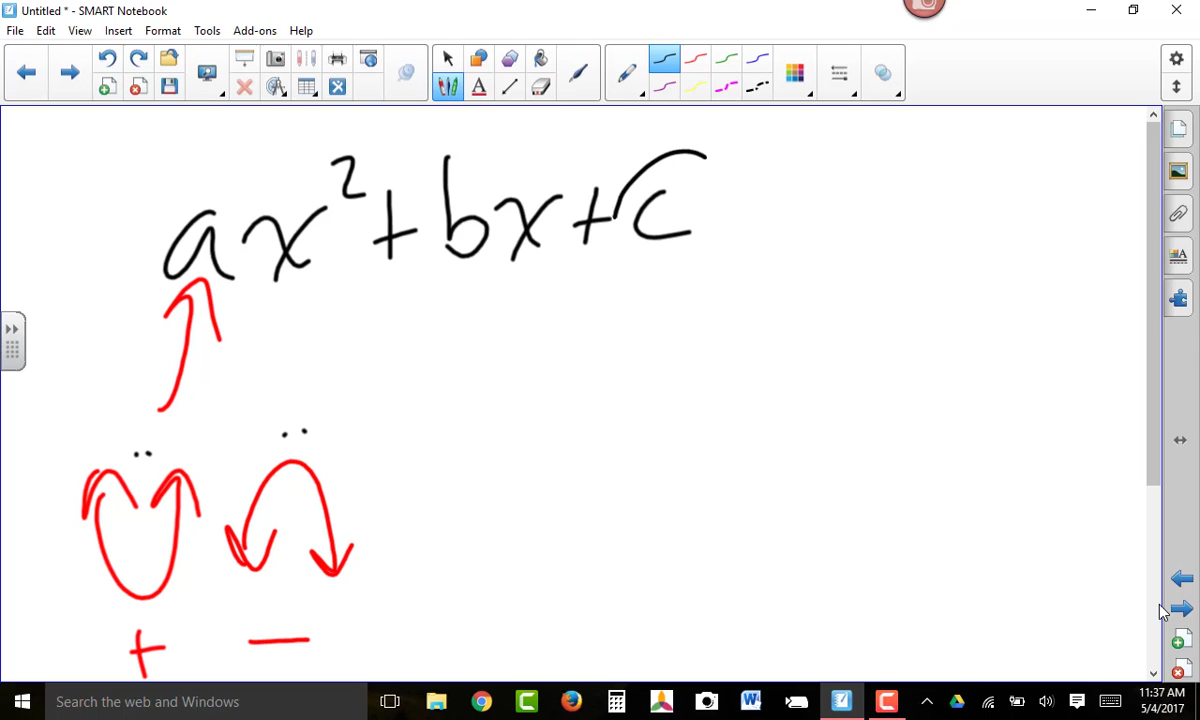 Untitled * - SMART Notebook
File Edit View Insert Format Tools Add-ons Help
ax²+bx+c
+ −
Search the web and Windows
11:37 AM
5/4/2017